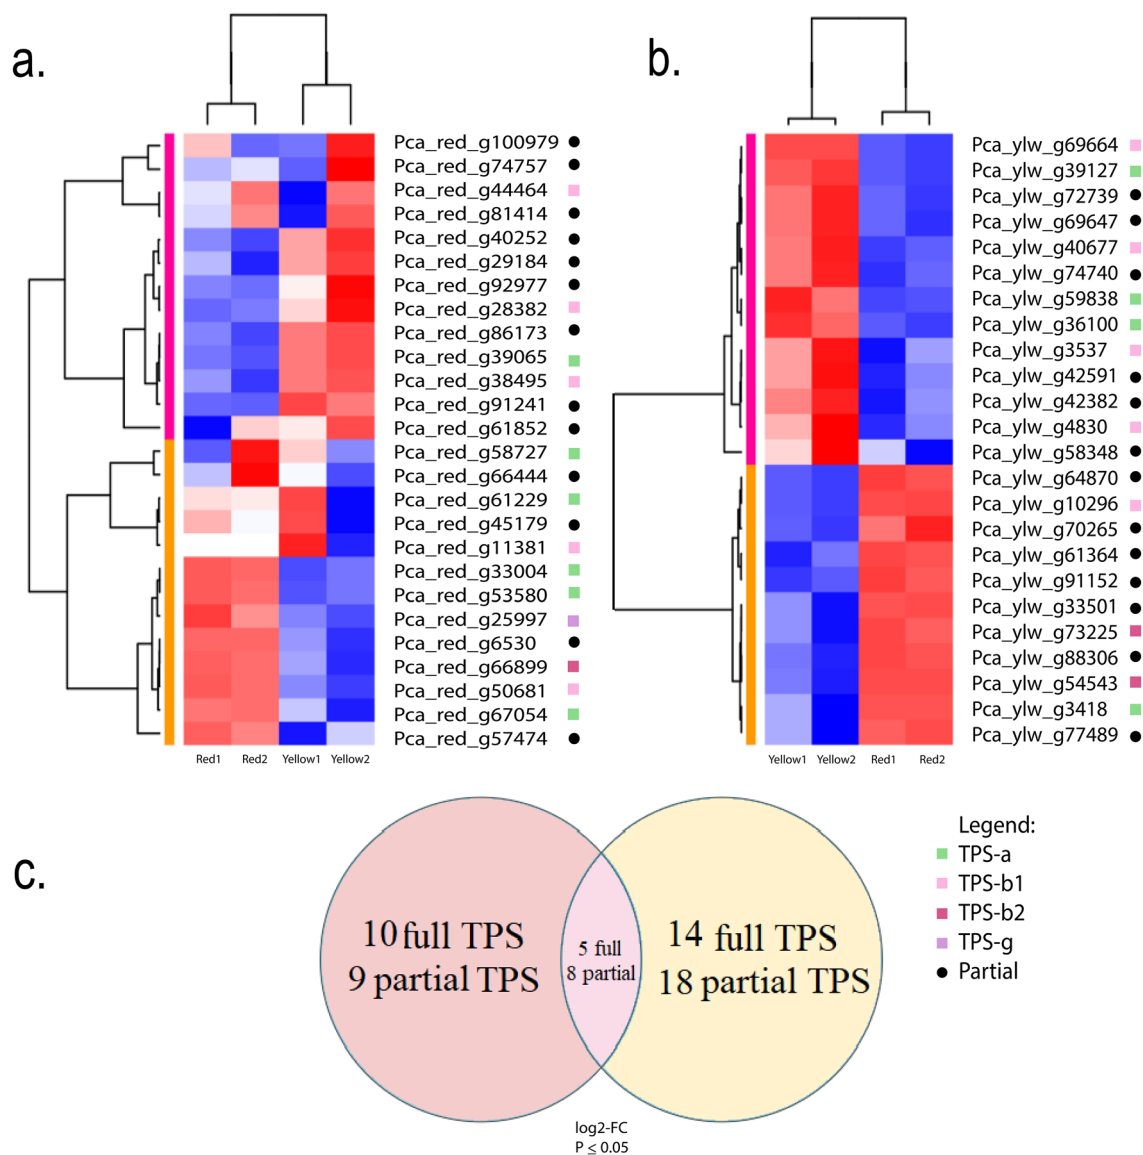 a.
Pca_red_g100979
Pca_red_g74757
Pca_red_g44464
Pca_red_g81414
Pca_red_g40252
Pca_red_g29184
Pca_red_g92977
Pca_red_g28382
Pca_red_g86173
Pca_red_g39065
Pca_red_g38495
Pca_red_g91241
Pca_red_g61852
Pca_red_g58727
Pca_red_g66444
Pca_red_g61229
Pca_red_g45179
Pca_red_g11381
Pca_red_g33004
Pca_red_g53580
Pca_red_g25997
Pca_red_g6530
Pca_red_g66899
Pca_red_g50681
Pca_red_g67054
Pca_red_g57474
Red1 Red2 Yellow1 Yellow2
b.
Pca_ylw_g69664
Pca_ylw_g39127
Pca_ylw_g72739
Pca_ylw_g69647
Pca_ylw_g40677
Pca_ylw_g74740
Pca_ylw_g59838
Pca_ylw_g36100
Pca_ylw_g3537
Pca_ylw_g42591
Pca_ylw_g42382
Pca_ylw_g4830
Pca_ylw_g58348
Pca_ylw_g64870
Pca_ylw_g10296
Pca_ylw_g70265
Pca_ylw_g61364
Pca_ylw_g91152
Pca_ylw_g33501
Pca_ylw_g73225
Pca_ylw_g88306
Pca_ylw_g54543
Pca_ylw_g3418
Pca_ylw_g77489
Yellow1 Yellow2 Red1 Red2
c.
10 full TPS
9 partial TPS
5 full
8 partial
14 full TPS
18 partial TPS
log2-FC
P ≤ 0.05
Legend:
TPS-a
TPS-b1
TPS-b2
TPS-g
Partial